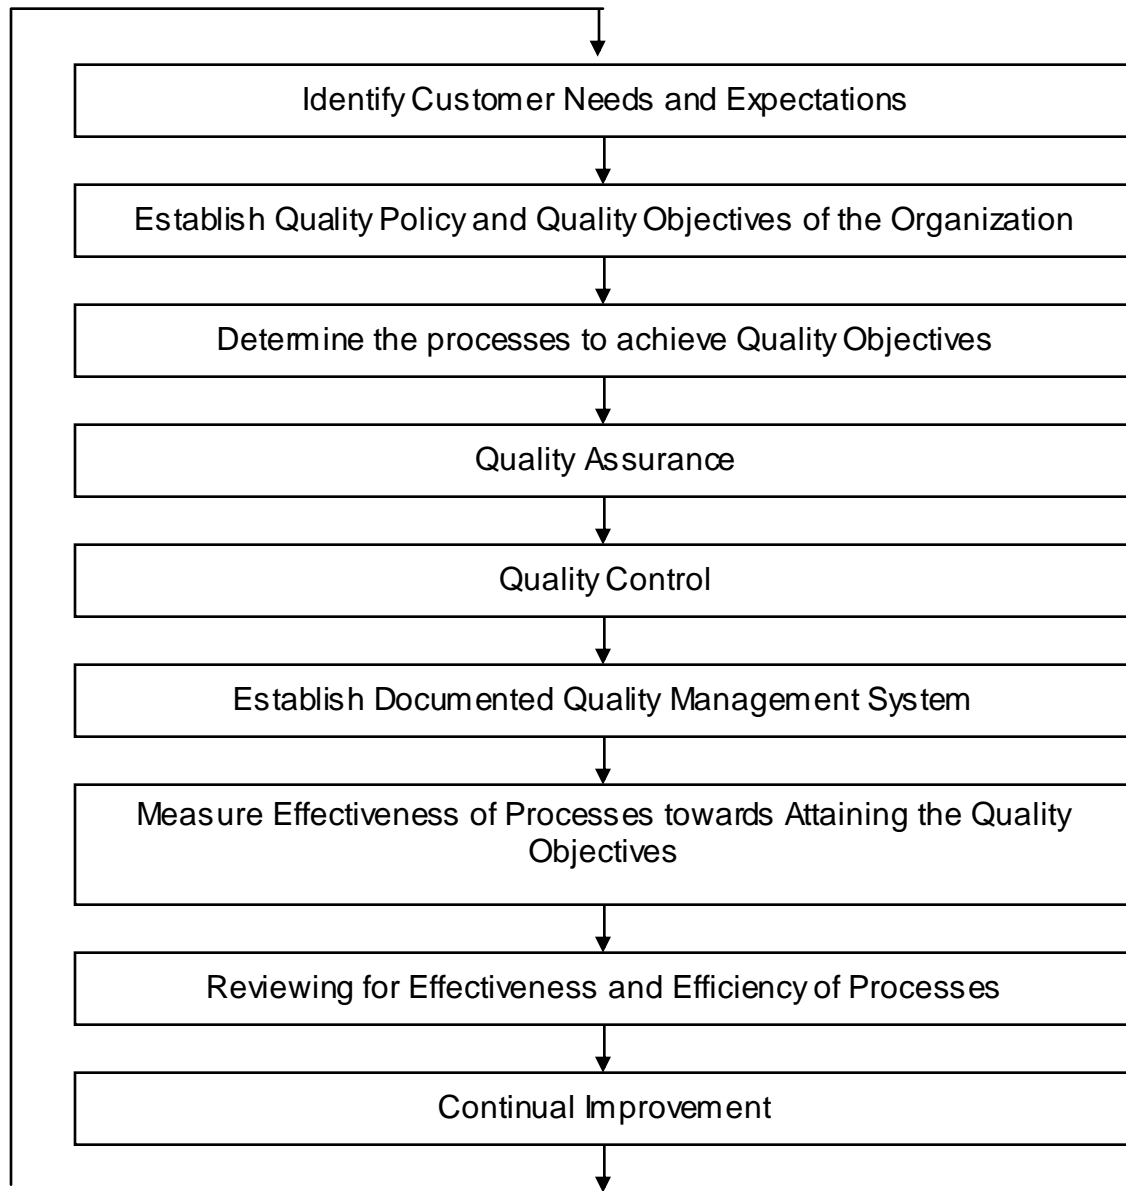 Identify Customer Needs and Expectations
Establish Quality Policy and Quality Objectives of the Organization
Determine the processes to achieve Quality Objectives
Quality Assurance
Quality Control
Establish Documented Quality Management System
Measure Effectiveness of Processes towards Attaining the Quality
Objectives
Reviewing for Effectiveness and Efficiency of Processes
Continual Improvement